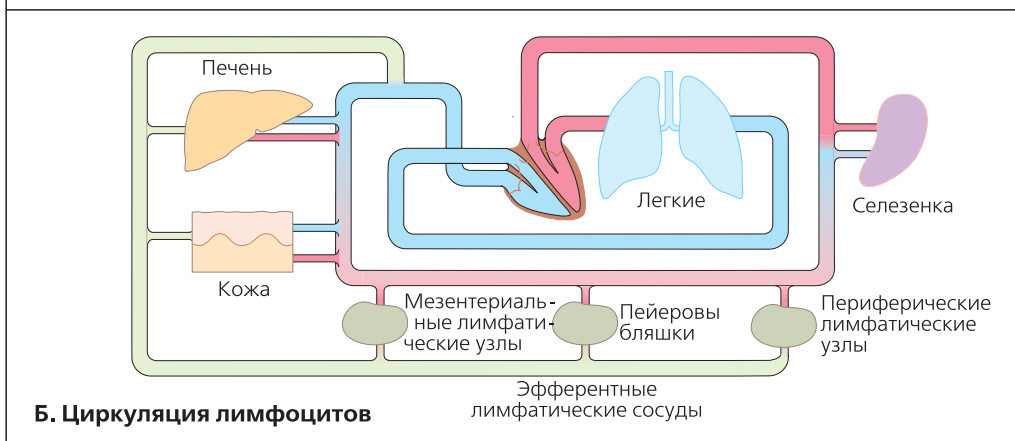 Печень
Легкие
Селезенка
Кожа
Мезентериаль-
ные лимфати-
ческие узлы
Пейеровы
бляшки
Периферические
лимфатические
узлы
Эфферентные
лимфатические сосуды
Б. Циркуляция лимфоцитов